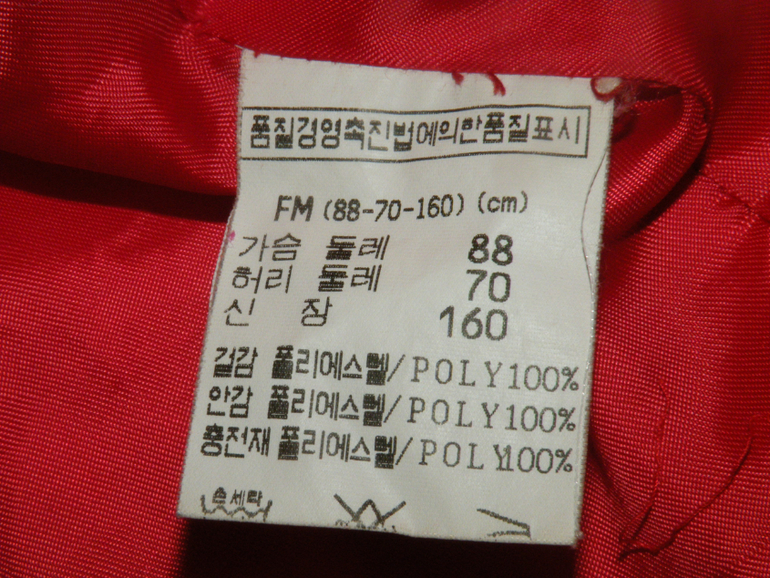 품질경영촉진법에의한품질표시
FM (88-70-160) (cm)
가슴 둘레 88
허리 둘레 70
신 장 160
겉감 폴리에스텔/POLY100%
안감 폴리에스텔/POLY100%
충전재 폴리에스텔/POLY100%
손세탁